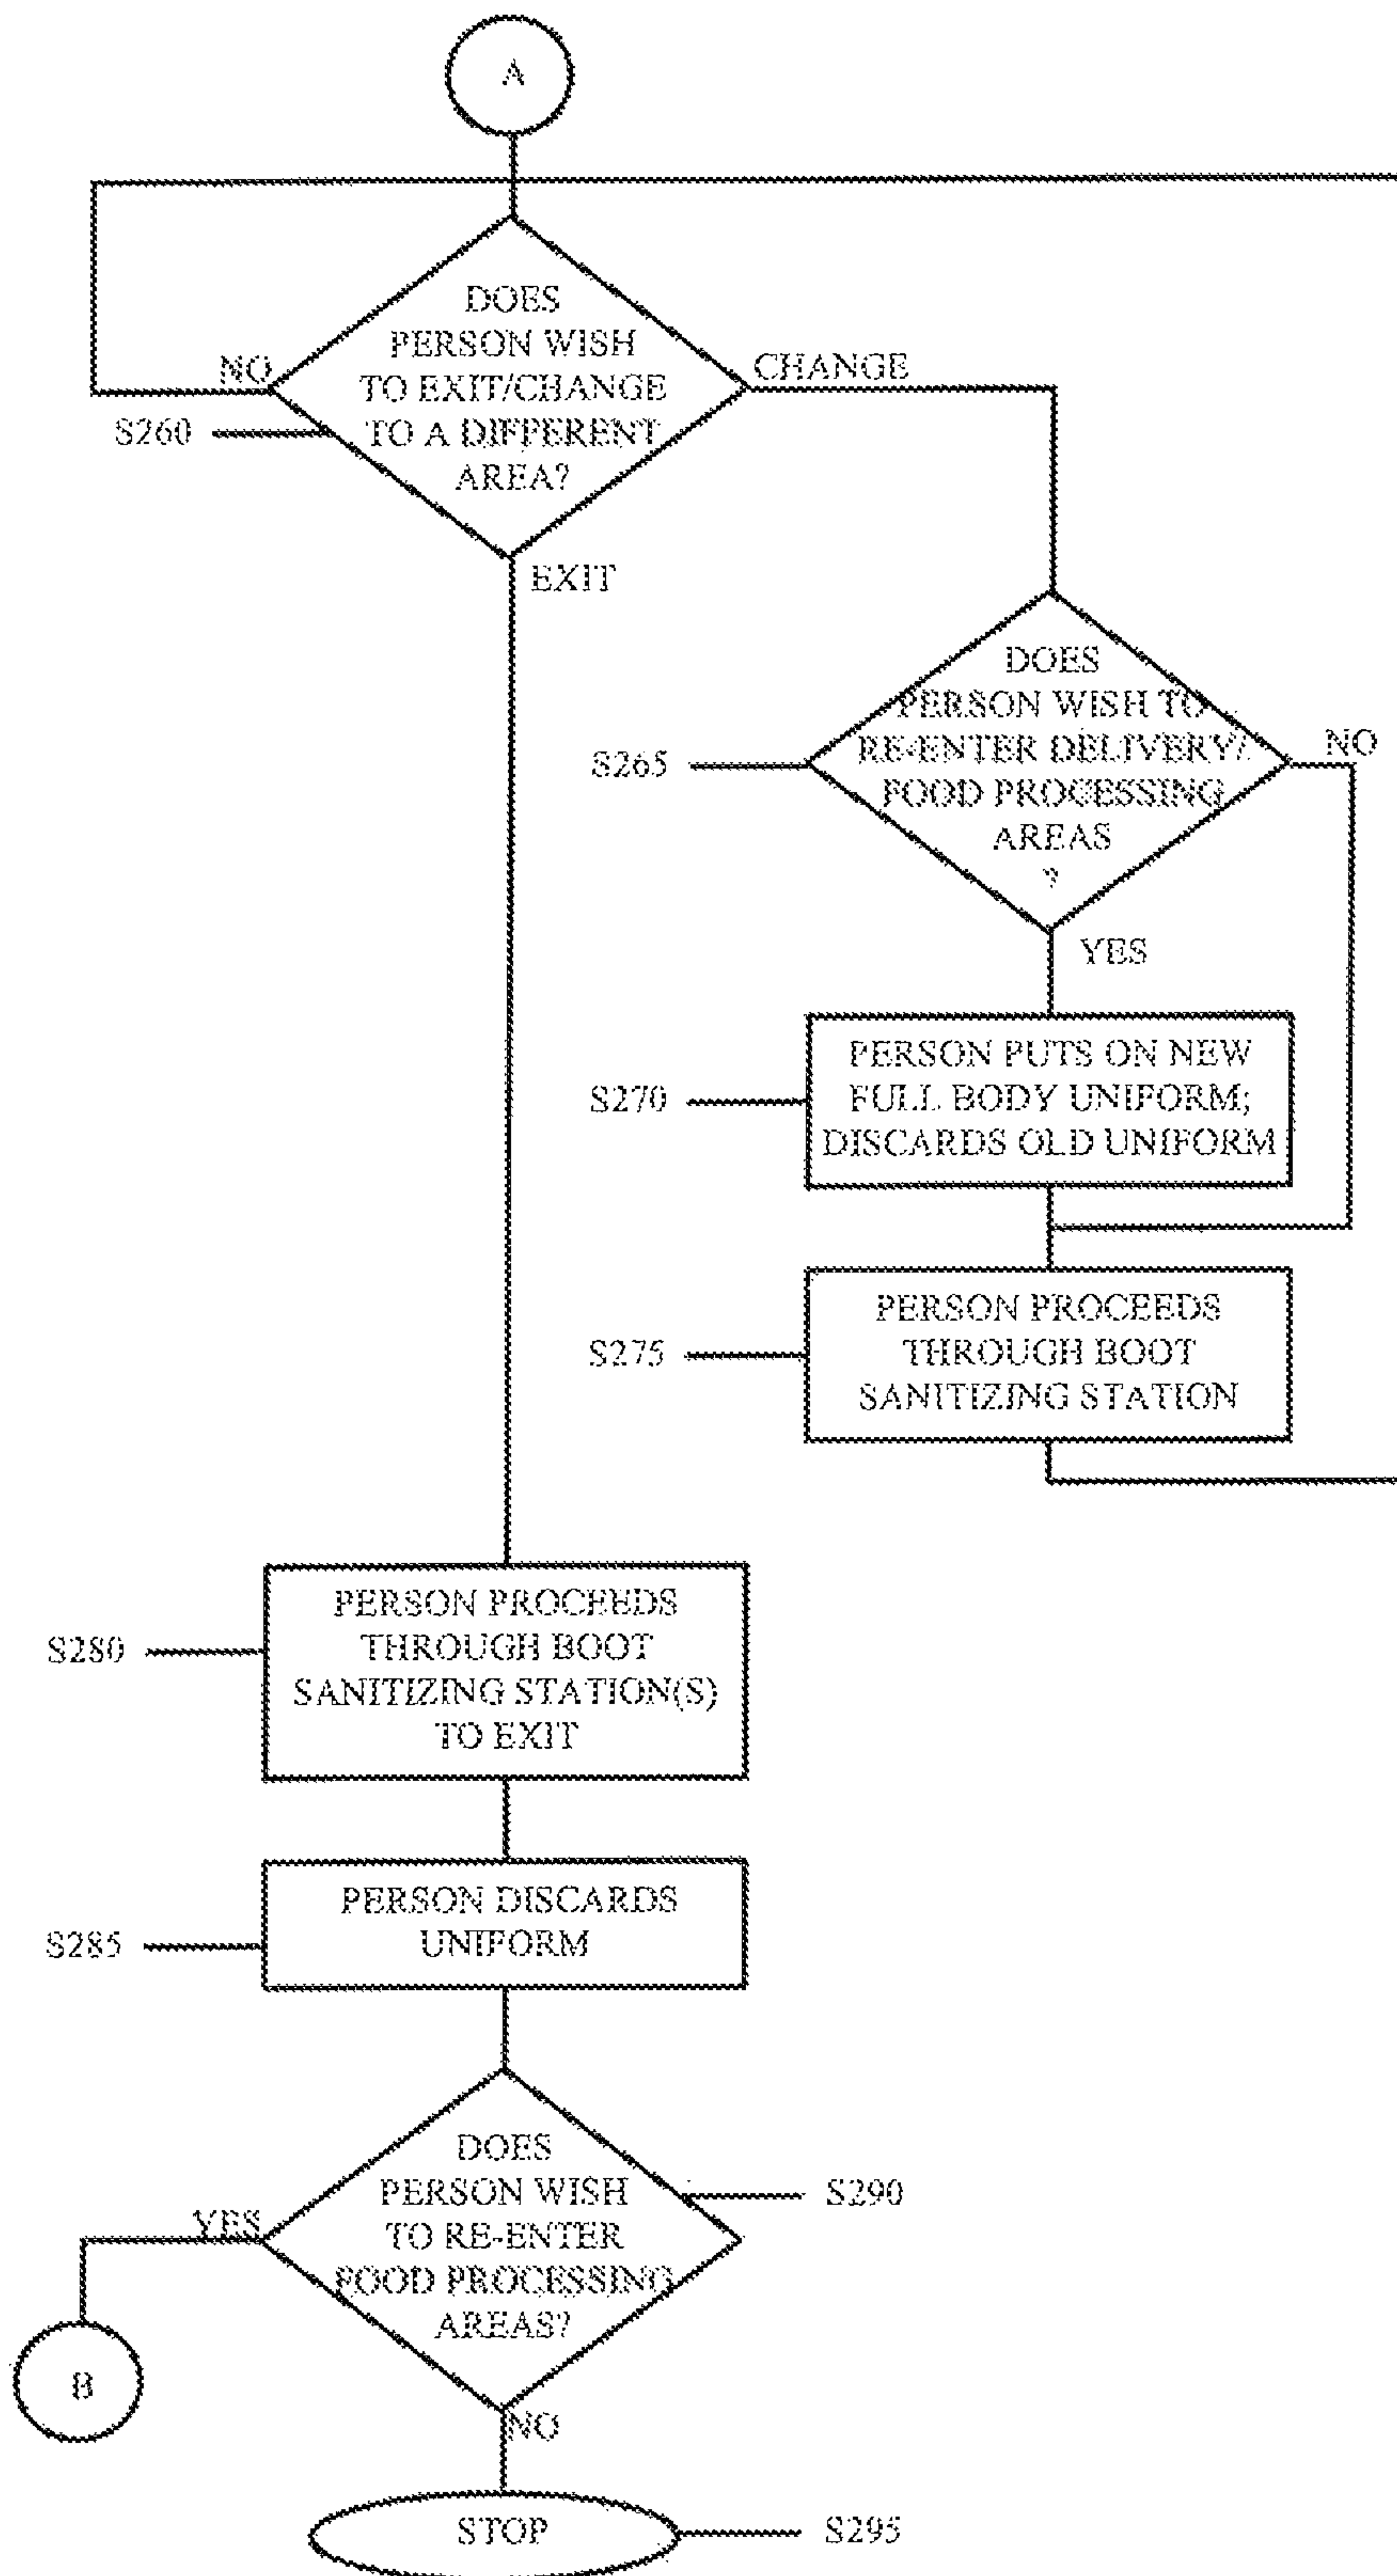 A
DOES
PERSON WISH
TO EXIT/CHANGE
TO A DIFFERENT
AREA?
NO
CHANGE
S260
EXIT
DOES
PERSON WISH TO
RE-ENTER DELIVERY/
FOOD PROCESSING
AREAS
?
S265
NO
YES
PERSON PUTS ON NEW
FULL BODY UNIFORM;
DISCARDS OLD UNIFORM
S270
PERSON PROCEEDS
THROUGH BOOT
SANITIZING STATION
S275
PERSON PROCEEDS
THROUGH BOOT
SANITIZING STATION(S)
TO EXIT
S280
PERSON DISCARDS
UNIFORM
S285
DOES
PERSON WISH
TO RE-ENTER
FOOD PROCESSING
AREAS?
S290
YES
B
NO
STOP
S295